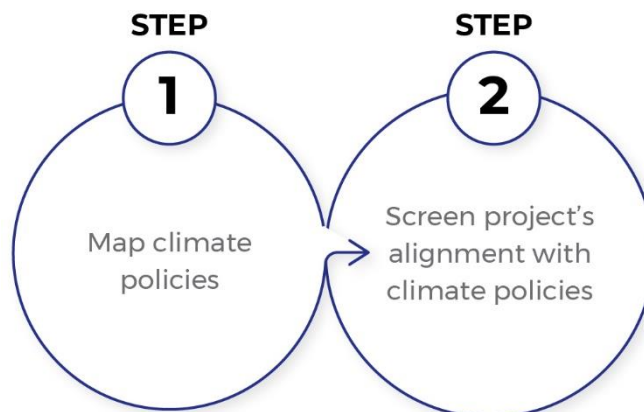 STEP
1
Map climate
policies
STEP
2
Screen project's
alignment with
climate policies